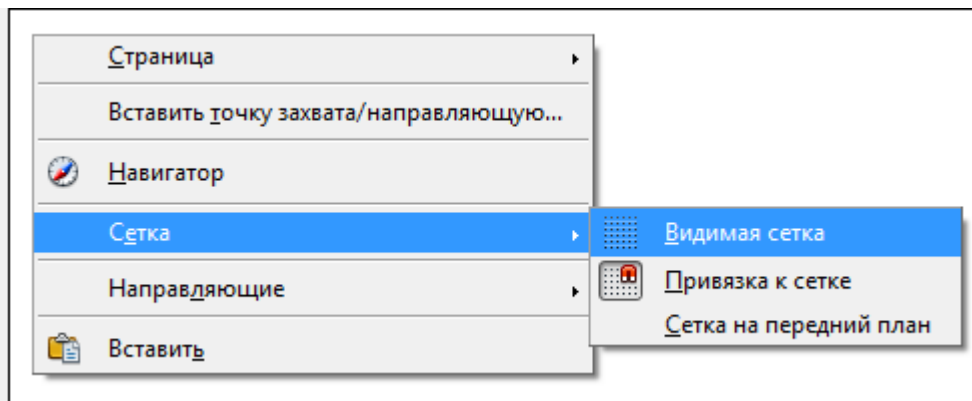 Страница
Вставить точку захвата/направляющую...
Навигатор
Сетка
Видимая сетка
Привязка к сетке
Сетка на передний план
Направляющие
Вставить